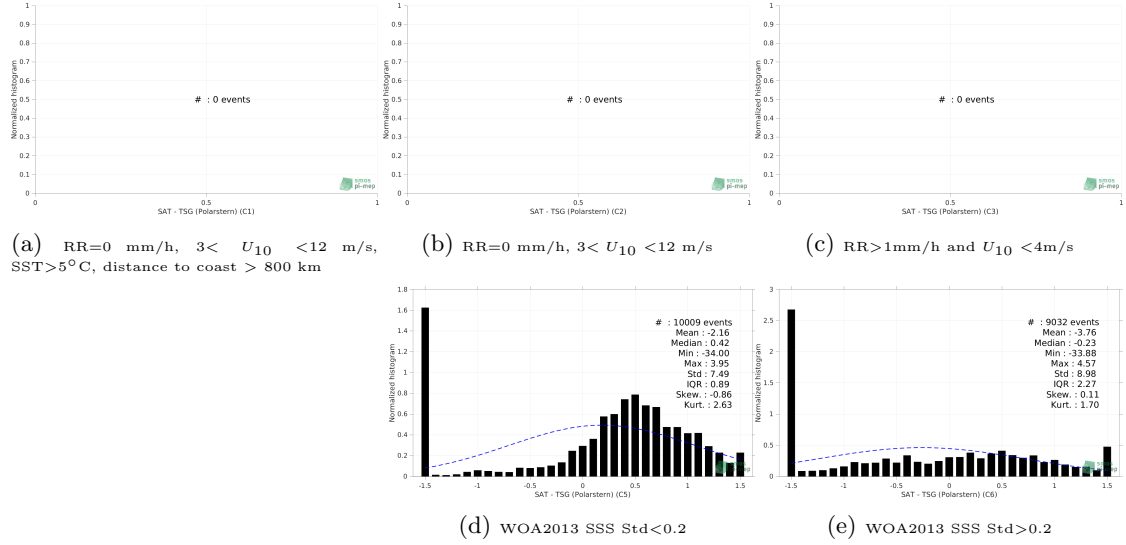 1
0.9
0.8
0.7
0.6
0.5
0.4
0.3
0.2
0.1
0
Normalized histogram
# : 0 events
smos
pi-mep
0 0.5 1
SAT - TSG (Polarstern) (C1)
(a) RR=0 mm/h, 3< U10 <12 m/s,
SST>5°C, distance to coast > 800 km
1
0.9
0.8
0.7
0.6
0.5
0.4
0.3
0.2
0.1
0
Normalized histogram
# : 0 events
smos
pi-mep
0 0.5 1
SAT - TSG (Polarstern) (C2)
(b) RR=0 mm/h, 3< U10 <12 m/s
1
0.9
0.8
0.7
0.6
0.5
0.4
0.3
0.2
0.1
0
Normalized histogram
# : 0 events
smos
pi-mep
0 0.5 1
SAT - TSG (Polarstern) (C3)
(c) RR>1mm/h and U10 <4m/s
1.8
1.6
1.4
1.2
1
0.8
0.6
0.4
0.2
0
Normalized histogram
# : 10009 events
Mean : -2.16
Median : 0.42
Min : -34.00
Max : 3.95
Std : 7.49
IQR : 0.89
Skew. : -0.86
Kurt. : 2.63
smos
pi-mep
-1.5 -1 -0.5 0 0.5 1 1.5
SAT - TSG (Polarstern) (C5)
(d) WOA2013 SSS Std<0.2
3
2.5
2
1.5
1
0.5
0
Normalized histogram
# : 9032 events
Mean : -3.76
Median : -0.23
Min : -33.88
Max : 4.57
Std : 8.98
IQR : 2.27
Skew. : 0.11
Kurt. : 1.70
smos
pi-mep
-1.5 -1 -0.5 0 0.5 1 1.5
SAT - TSG (Polarstern) (C6)
(e) WOA2013 SSS Std>0.2